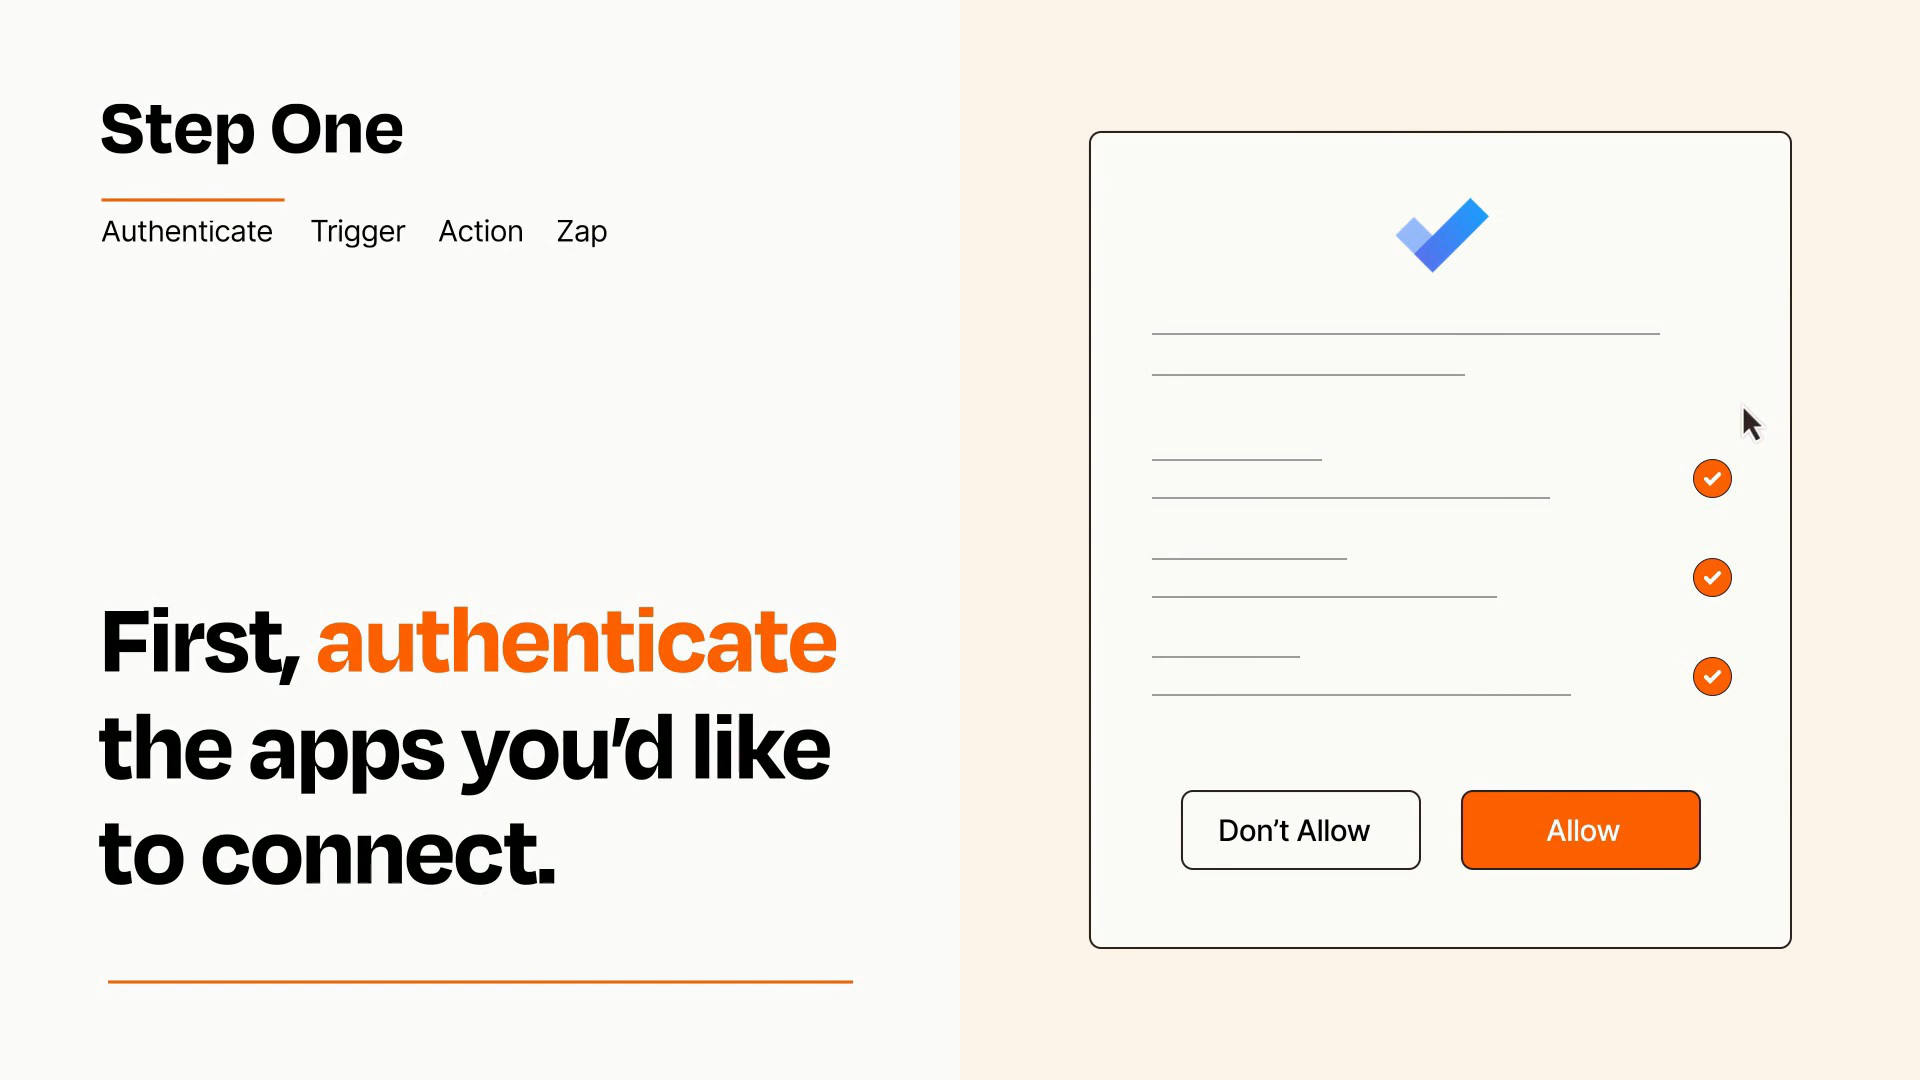 Step One
Authenticate Trigger Action Zap
First, authenticate
the apps you’d like
to connect.
Don’t Allow
Allow